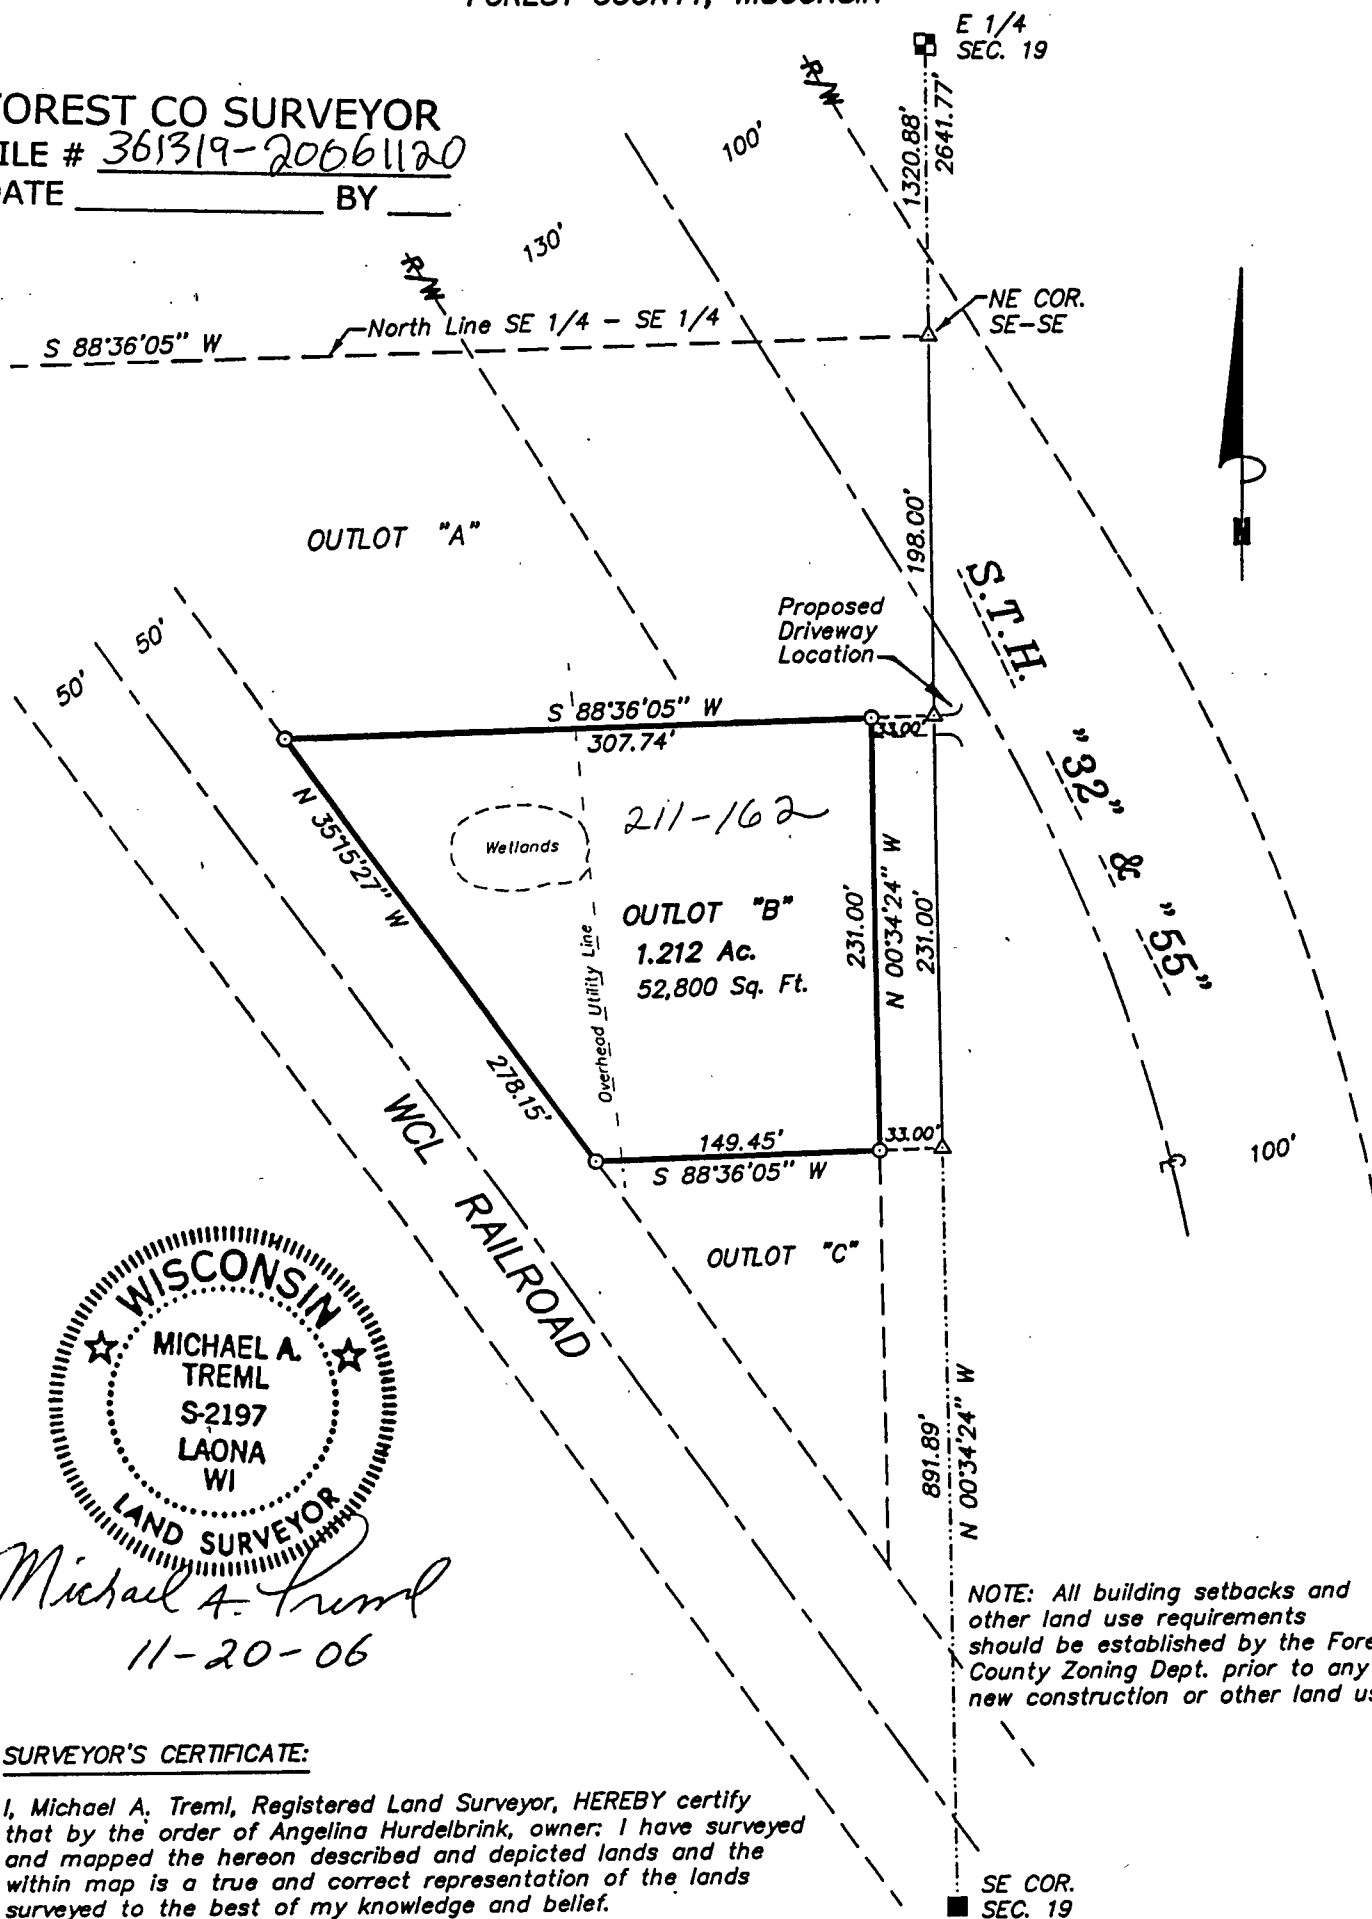 FOREST COUNTY, WISCONSIN
E 1/4
SEC. 19
FOREST CO SURVEYOR
FILE # 361319-20061120
DATE ____ BY ____
R/W
R/W
100'
130'
1320.88'
2641.77'
NE COR.
SE-SE
North Line SE 1/4 - SE 1/4
S 88°36'05" W
OUTLOT "A"
198.00'
N
Proposed
Driveway
Location
S.T.H. "32" & "55"
50'
50'
S 88°36'05" W
307.74'
33.00'
N 35°15'27" W
278.15'
Wetlands
211-162
OUTLOT "B"
1.212 Ac.
52,800 Sq. Ft.
Overhead Utility Line
231.00'
N 00°34'24" W
231.00'
149.45'
S 88°36'05" W
33.00'
100'
WCL RAILROAD
OUTLOT "C"
WISCONSIN
MICHAEL A.
TREML
S-2197
LAONA
WI
LAND SURVEYOR
Michael A. Treml
11-20-06
891.89'
N 00°34'24" W
NOTE: All building setbacks and
other land use requirements
should be established by the Fore
County Zoning Dept. prior to any
new construction or other land us
SURVEYOR'S CERTIFICATE:
I, Michael A. Treml, Registered Land Surveyor, HEREBY certify
that by the order of Angelina Hurdelbrink, owner: I have surveyed
and mapped the hereon described and depicted lands and the
within map is a true and correct representation of the lands
surveyed to the best of my knowledge and belief.
SE COR.
SEC. 19